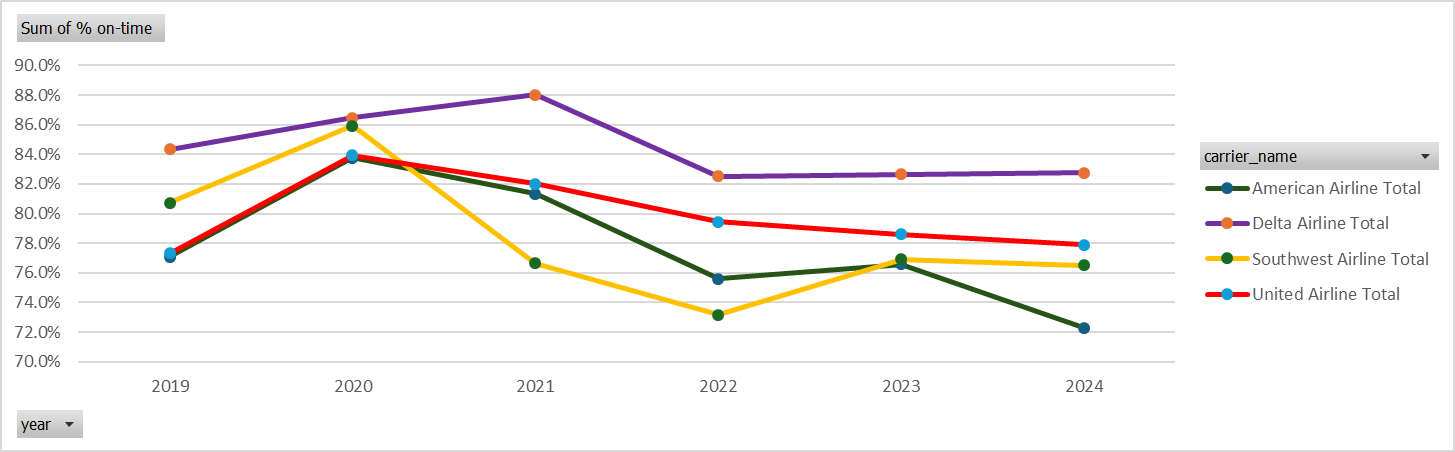 Sum of % on-time
90.0%
88.0%
86.0%
84.0%
82.0%
80.0%
78.0%
76.0%
74.0%
72.0%
70.0%
2019 2020 2021 2022 2023 2024
year
carrier_name
American Airline Total
Delta Airline Total
Southwest Airline Total
United Airline Total